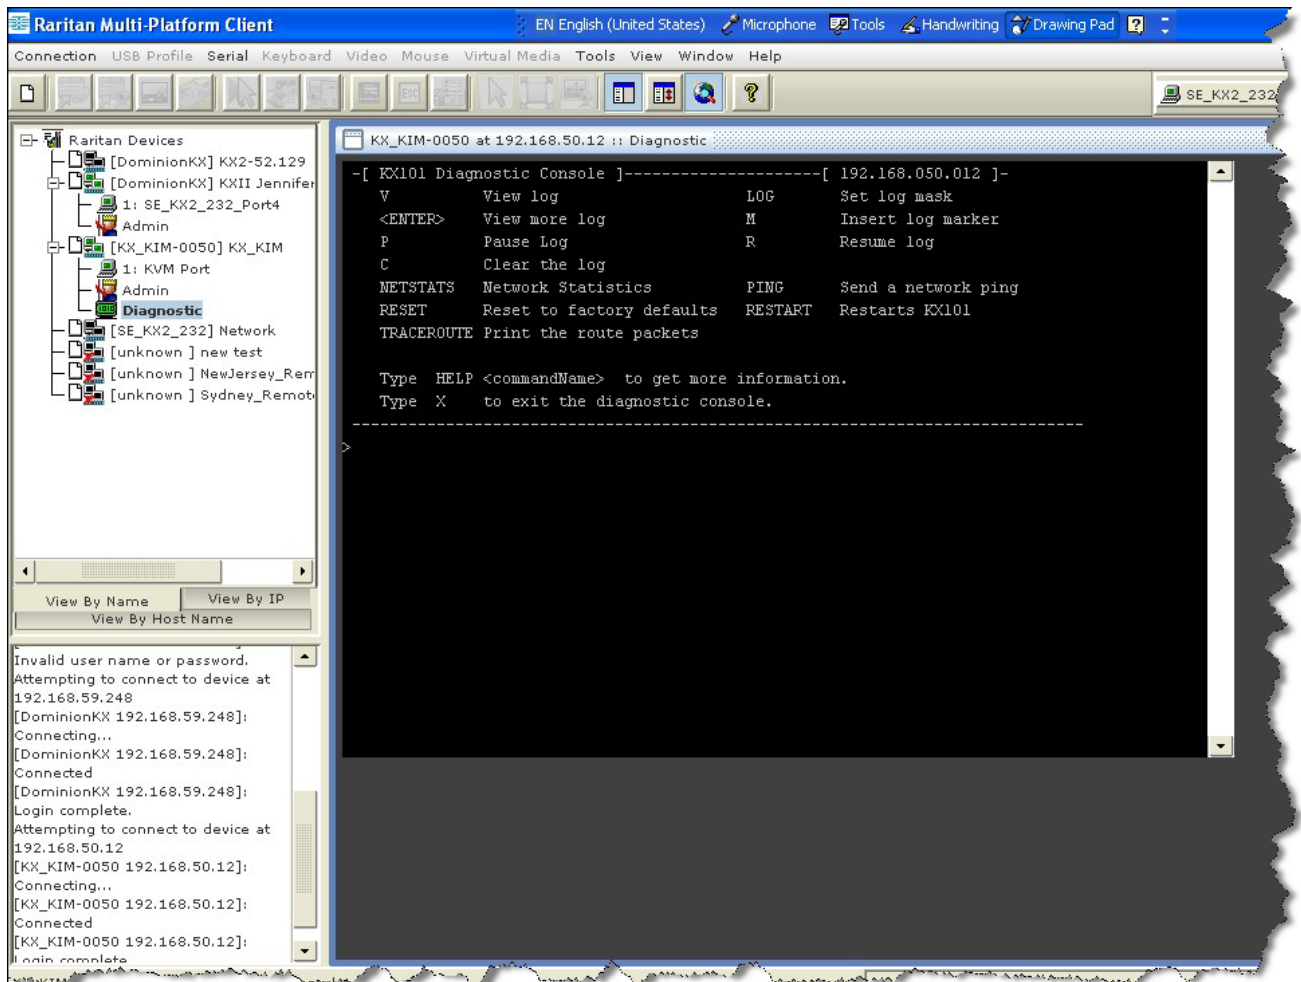 Raritan Multi-Platform Client
EN English (United States) Microphone Tools Handwriting Drawing Pad ?
Connection USB Profile Serial Keyboard Video Mouse Virtual Media Tools View Window Help
ESC ?
SE_KX2_232
Raritan Devices
[DominionKX] KX2-52.129
[DominionKX] KXII Jennifer
1: SE_KX2_232_Port4
Admin
[KX_KIM-0050] KX_KIM
1: KVM Port
Admin
Diagnostic
[SE_KX2_232] Network
[unknown ] new test
[unknown ] NewJersey_Rem
[unknown ] Sydney_Remot
View By Name View By IP
View By Host Name
Invalid user name or password.
Attempting to connect to device at
192.168.59.248
[DominionKX 192.168.59.248]:
Connecting...
[DominionKX 192.168.59.248]:
Connected
[DominionKX 192.168.59.248]:
Login complete.
Attempting to connect to device at
192.168.50.12
[KX_KIM-0050 192.168.50.12]:
Connecting...
[KX_KIM-0050 192.168.50.12]:
Connected
[KX_KIM-0050 192.168.50.12]:
Login complete
KX_KIM-0050 at 192.168.50.12 :: Diagnostic
-[ KX101 Diagnostic Console ]---------------------[ 192.168.050.012 ]-
V View log LOG Set log mask
<ENTER> View more log M Insert log marker
P Pause Log R Resume log
C Clear the log
NETSTATS Network Statistics PING Send a network ping
RESET Reset to factory defaults RESTART Restarts KX101
TRACEROUTE Print the route packets
Type HELP <commandName> to get more information.
Type X to exit the diagnostic console.
------------------------------------------------------------------------------
>